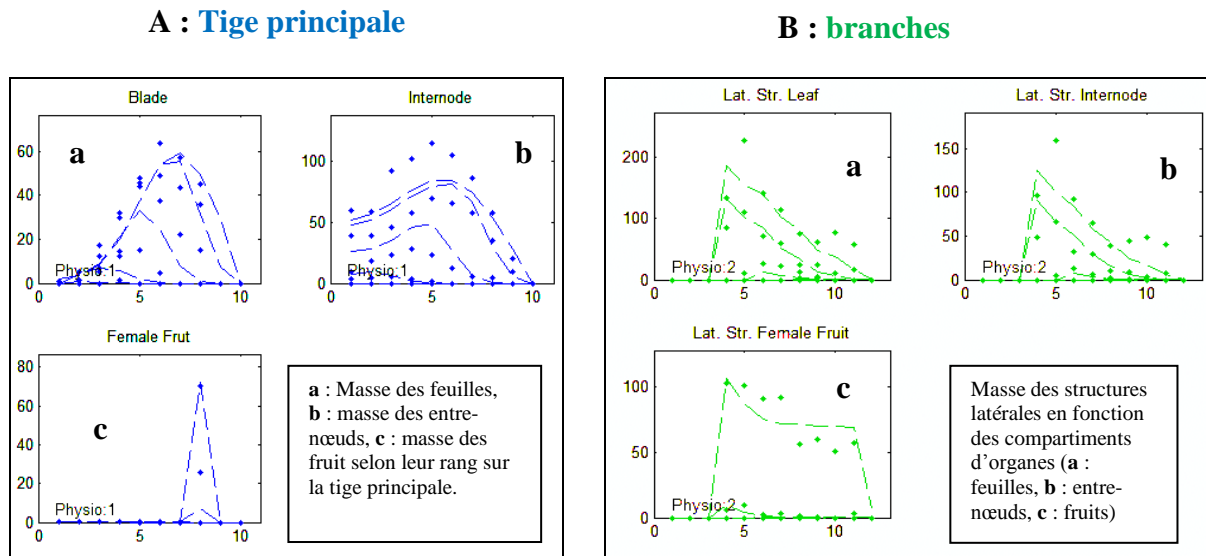 A : Tige principale
B : branches
Blade
a
60
40
20
0
Physio:1
0
5
10
Internode
b
100
50
0
Physio:1
0
5
10
Female Frut
c
80
60
40
20
0
Physio:1
0
5
10
a : Masse des feuilles,
b : masse des entre-
nœuds, c : masse des
fruit selon leur rang sur
la tige principale.
Lat. Str. Leaf
a
200
100
0
Physio:2
0
5
10
Lat. Str. Internode
b
150
100
50
0
Physio:2
0
5
10
Lat. Str. Female Fruit
c
100
50
0
Physio:2
0
5
10
Masse des structures
latérales en fonction
des compartiments
d’organes (a :
feuilles, b : entre-
nœuds, c : fruits)